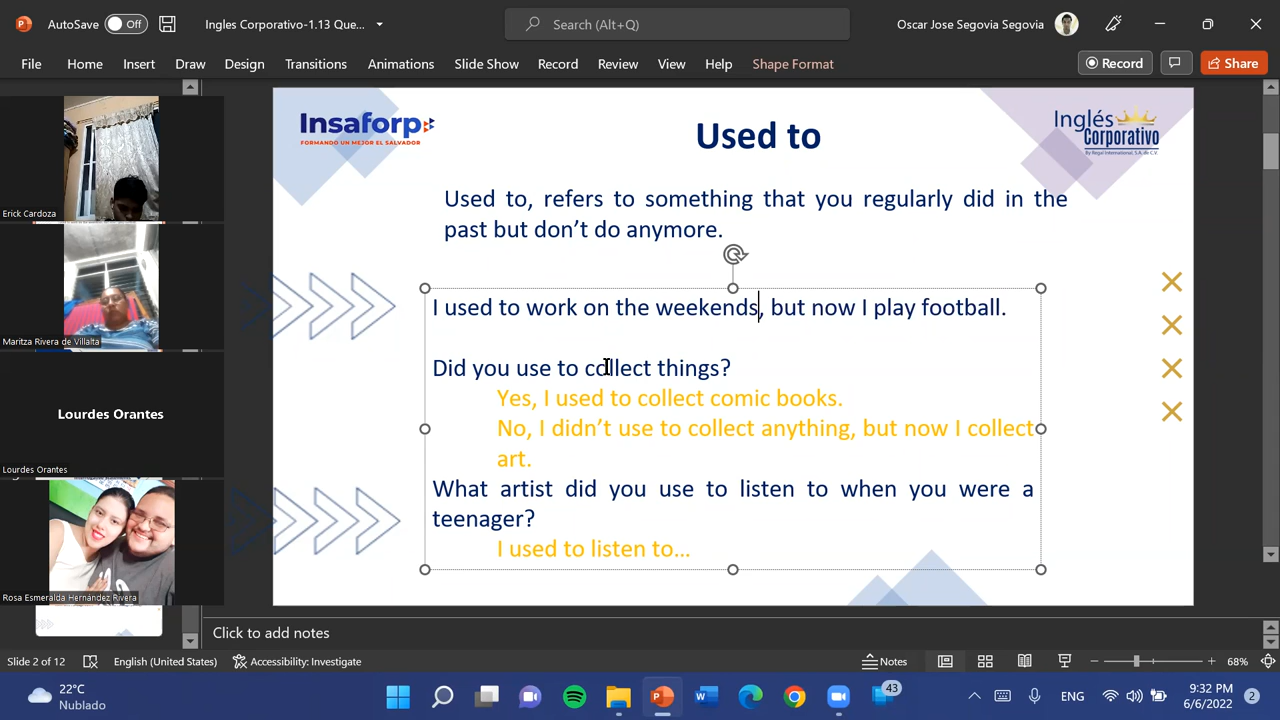 AutoSave Off Ingles Corporativo-1.13 Que... Search (Alt+Q) Oscar Jose Segovia Segovia
File Home Insert Draw Design Transitions Animations Slide Show Record Review View Help Shape Format Record Share
Erick Cardoza
Maritza Rivera de Villalta
Lourdes Orantes
Lourdes Orantes
Rosa Esmeralda Hernández Rivera
Insaforp
FORMANDO UN MEJOR EL SALVADOR
Used to
Inglés
Corporativo
By Regal International, S.A. de C.V.
Used to, refers to something that you regularly did in the
past but don’t do anymore.
I used to work on the weekends, but now I play football.
Did you use to collect things?
Yes, I used to collect comic books.
No, I didn’t use to collect anything, but now I collect
art.
What artist did you use to listen to when you were a
teenager?
I used to listen to...
Click to add notes
Slide 2 of 12 English (United States) Accessibility: Investigate Notes 68%
22°C
Nublado
43
ENG
9:32 PM
6/6/2022
2